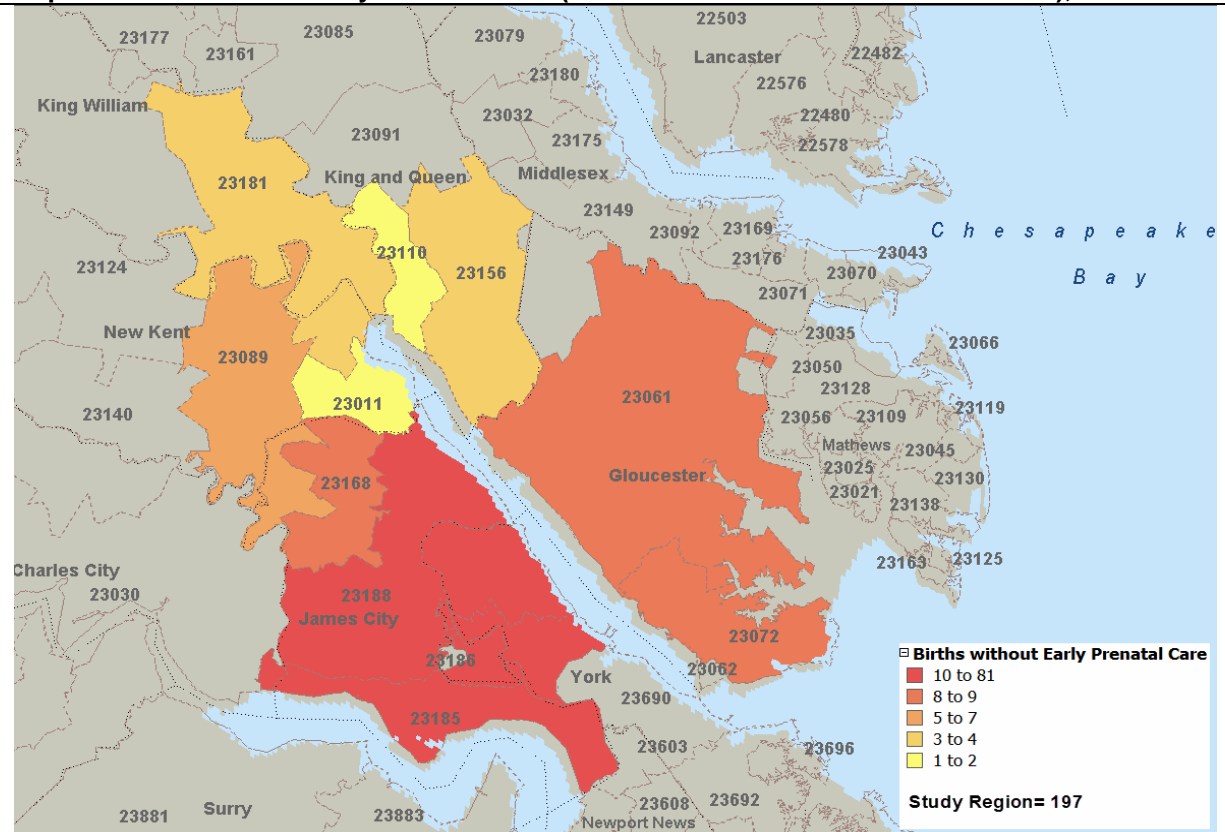 23177
23161
23085
23079
22503
Lancaster
22482
22576
23180
King William
23091
23032
22480
23175
22578
23181
King and Queen
Middlesex
23149
23092
23169
C h e s a p e a k e
23110
23176
23043
23124
23156
23070
B a y
23071
New Kent
23035
23066
23089
23050
23128
23061
23011
23140
23056
23109
23119
Mathews
23045
23025
Gloucester
23130
23168
23021
23138
23163
23125
Charles City
23030
23188
James City
23072
23186
23062
York
23690
23185
23603
23696
23608
23692
Surry
23881
23883
Newport News
Births without Early Prenatal Care
10 to 81
8 to 9
5 to 7
3 to 4
1 to 2
Study Region= 197